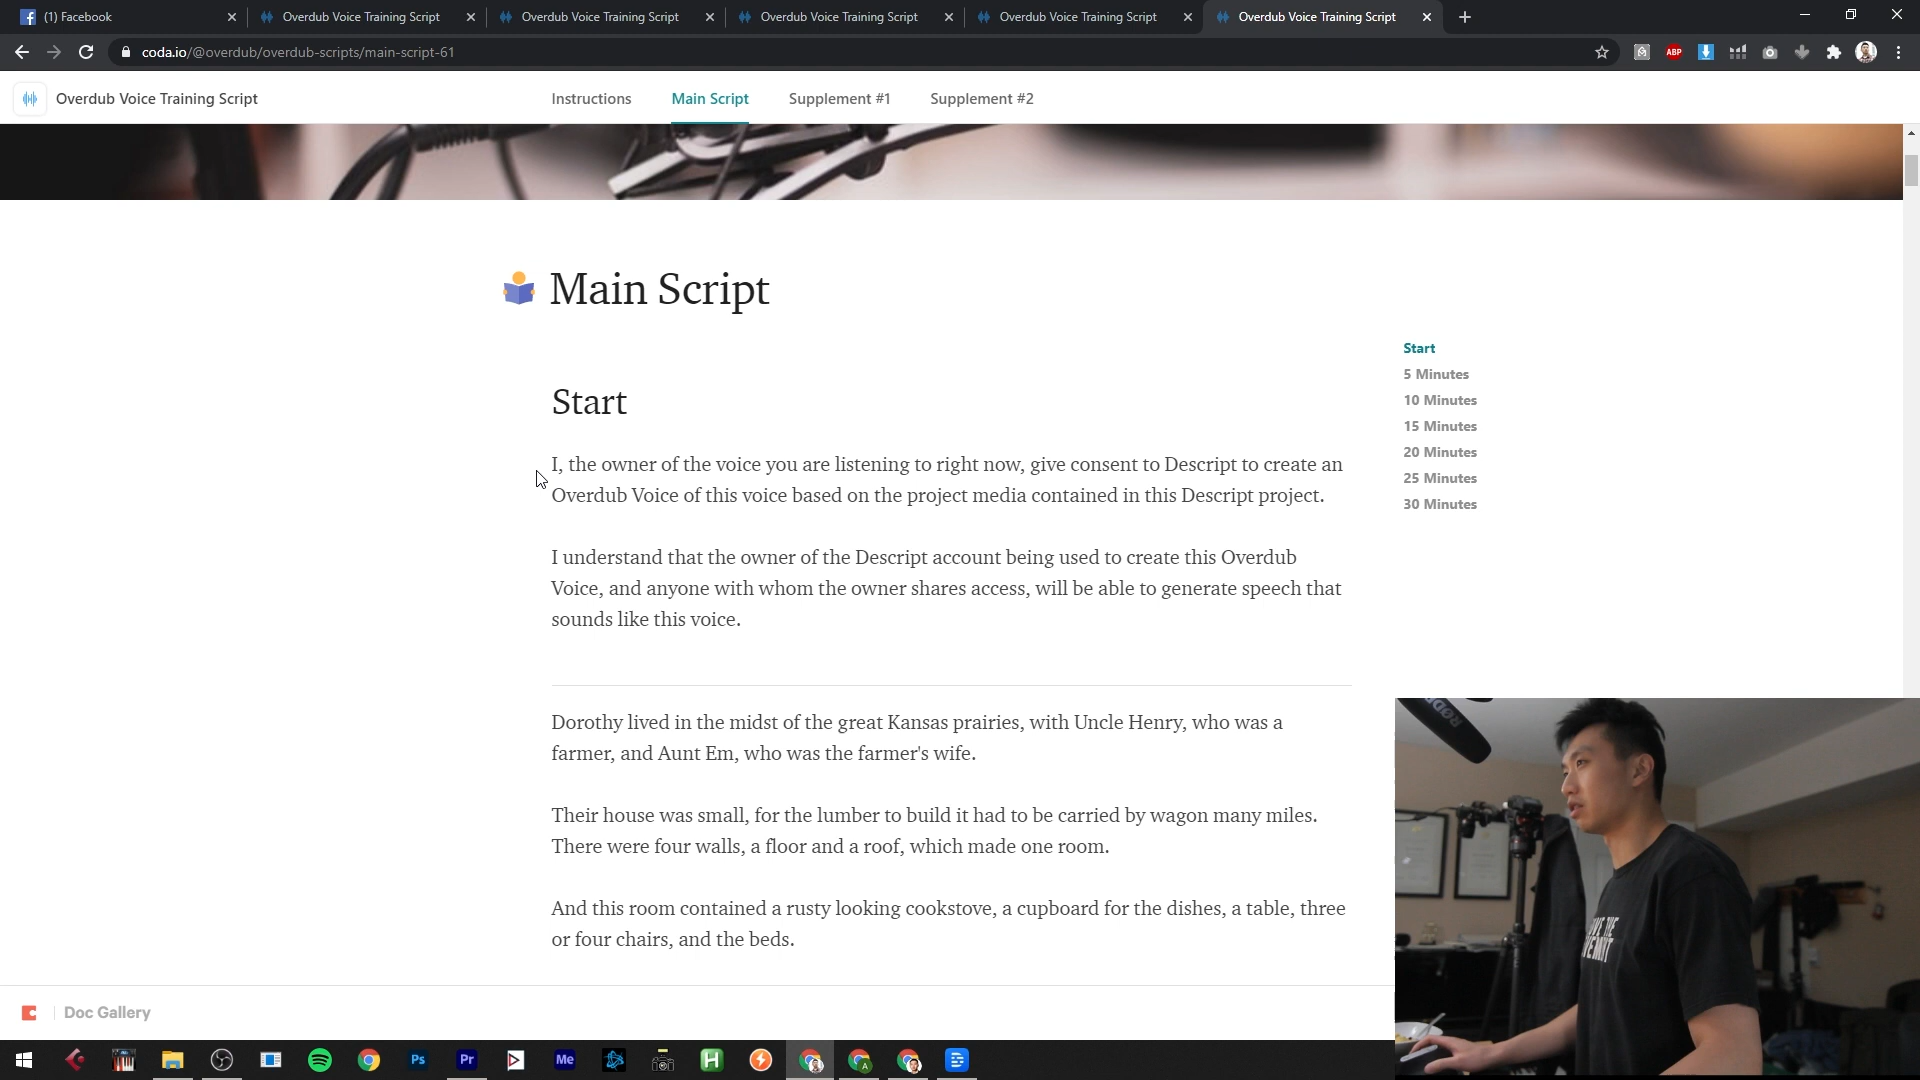 (1) Facebook
Overdub Voice Training Script
Overdub Voice Training Script
Overdub Voice Training Script
Overdub Voice Training Script
Overdub Voice Training Script
coda.io/@overdub/overdub-scripts/main-script-61
ABP
Overdub Voice Training Script
Instructions
Main Script
Supplement #1
Supplement #2
Main Script
Start
I, the owner of the voice you are listening to right now, give consent to Descript to create an
Overdub Voice of this voice based on the project media contained in this Descript project.
I understand that the owner of the Descript account being used to create this Overdub
Voice, and anyone with whom the owner shares access, will be able to generate speech that
sounds like this voice.
Dorothy lived in the midst of the great Kansas prairies, with Uncle Henry, who was a
farmer, and Aunt Em, who was the farmer's wife.
Their house was small, for the lumber to build it had to be carried by wagon many miles.
There were four walls, a floor and a roof, which made one room.
And this room contained a rusty looking cookstove, a cupboard for the dishes, a table, three
or four chairs, and the beds.
Start
5 Minutes
10 Minutes
15 Minutes
20 Minutes
25 Minutes
30 Minutes
RØDE
Doc Gallery
Ps
Pr
Me
H
A